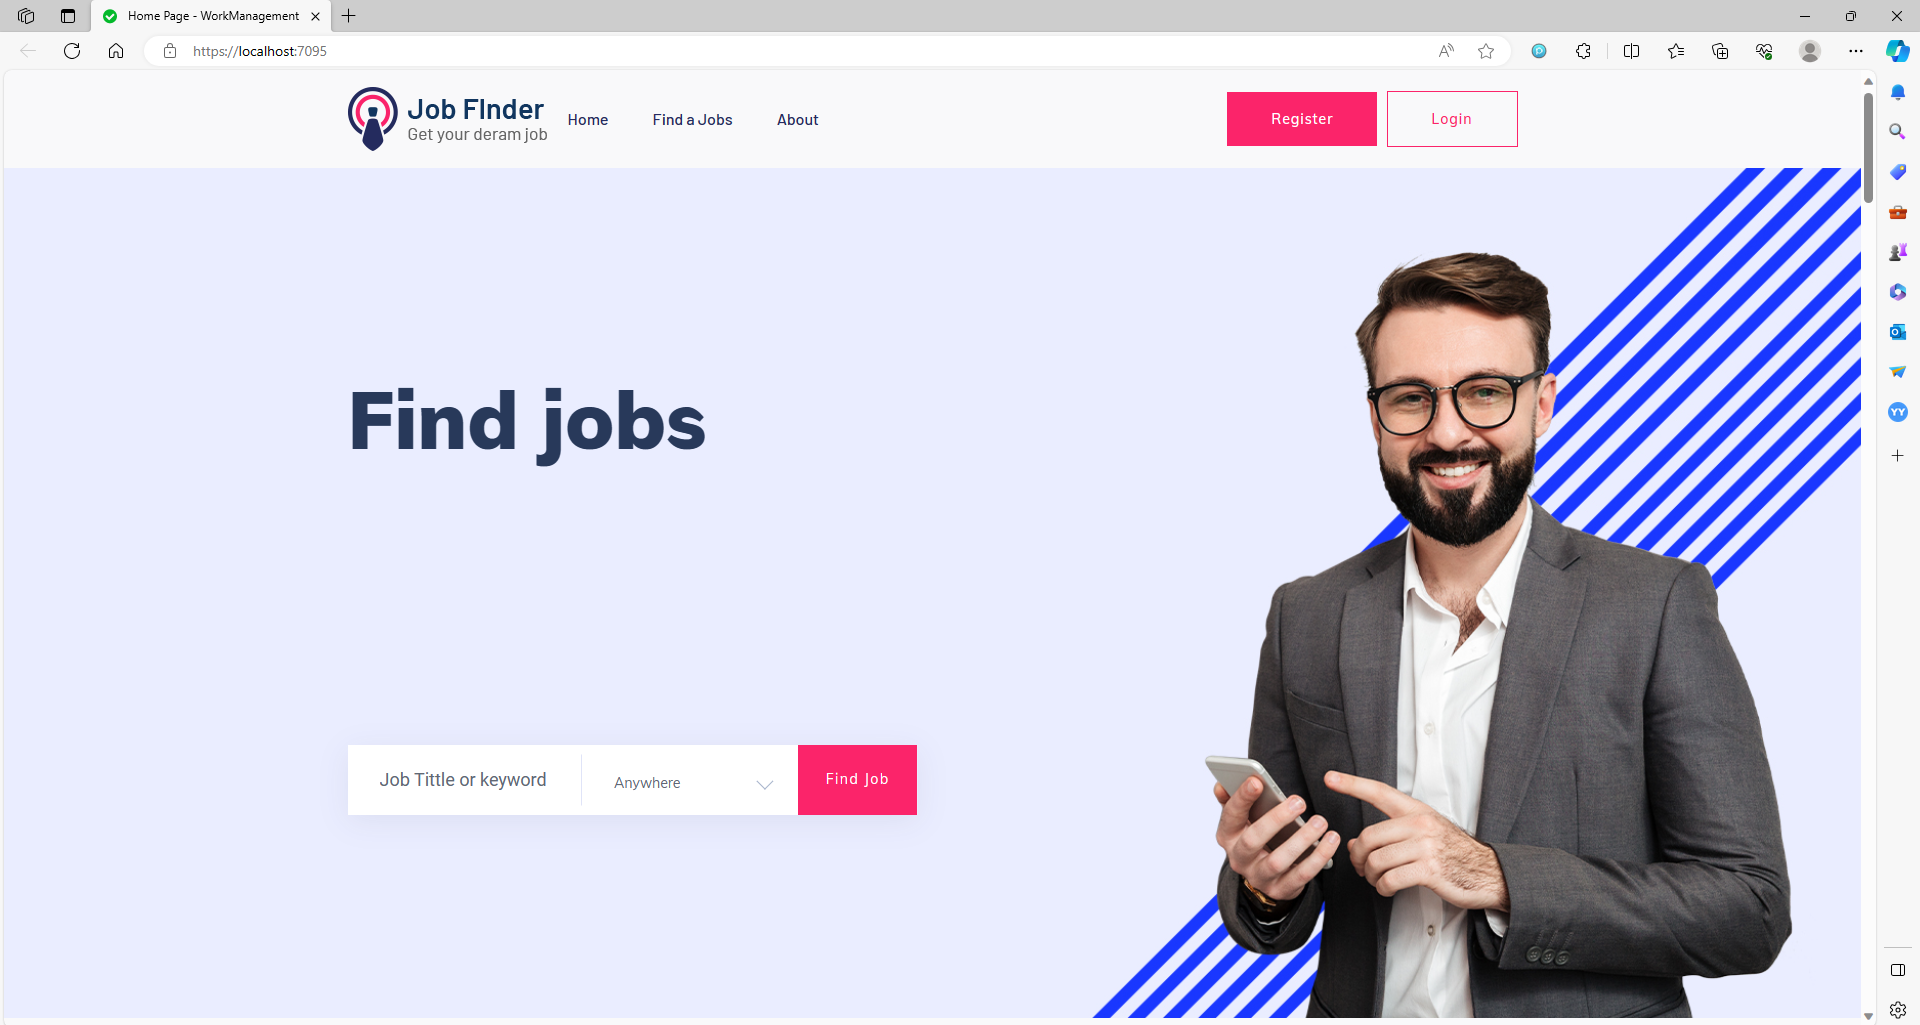 Home Page - WorkManagement
https://localhost:7095
Job FInder
Get your deram job
Home
Find a Jobs
About
Register
Login
Find jobs
Job Tittle or keyword
Anywhere
Find Job
YY